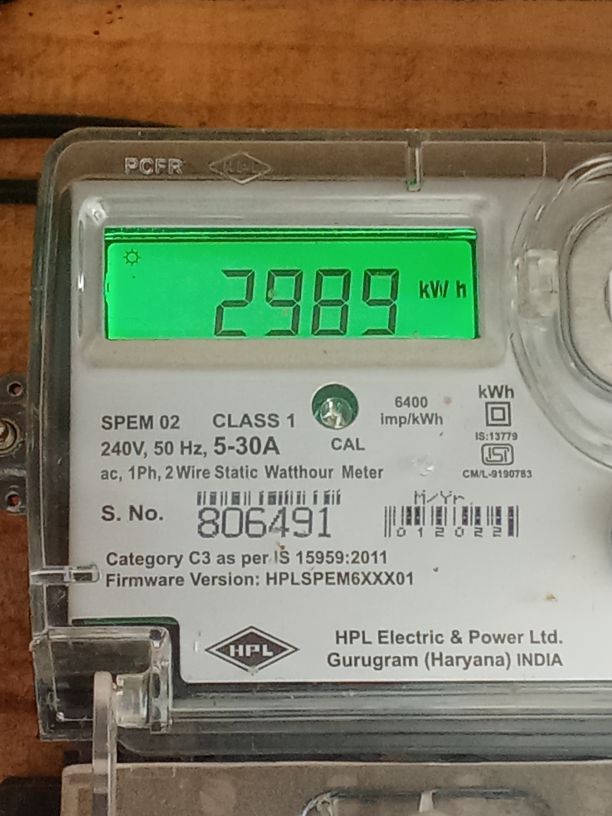 PCFR HPL
2989 kW h
SPEM 02 CLASS 1
240V, 50 Hz, 5-30A
CAL
6400
imp/kWh
kWh
IS:13779
ISI
CM/L-9190783
ac, 1Ph, 2 Wire Static Watthour Meter
S. No. 806491
M/Yr.
012022
Category C3 as per IS 15959:2011
Firmware Version: HPLSPEM6XXX01
HPL
HPL Electric & Power Ltd.
Gurugram (Haryana) INDIA